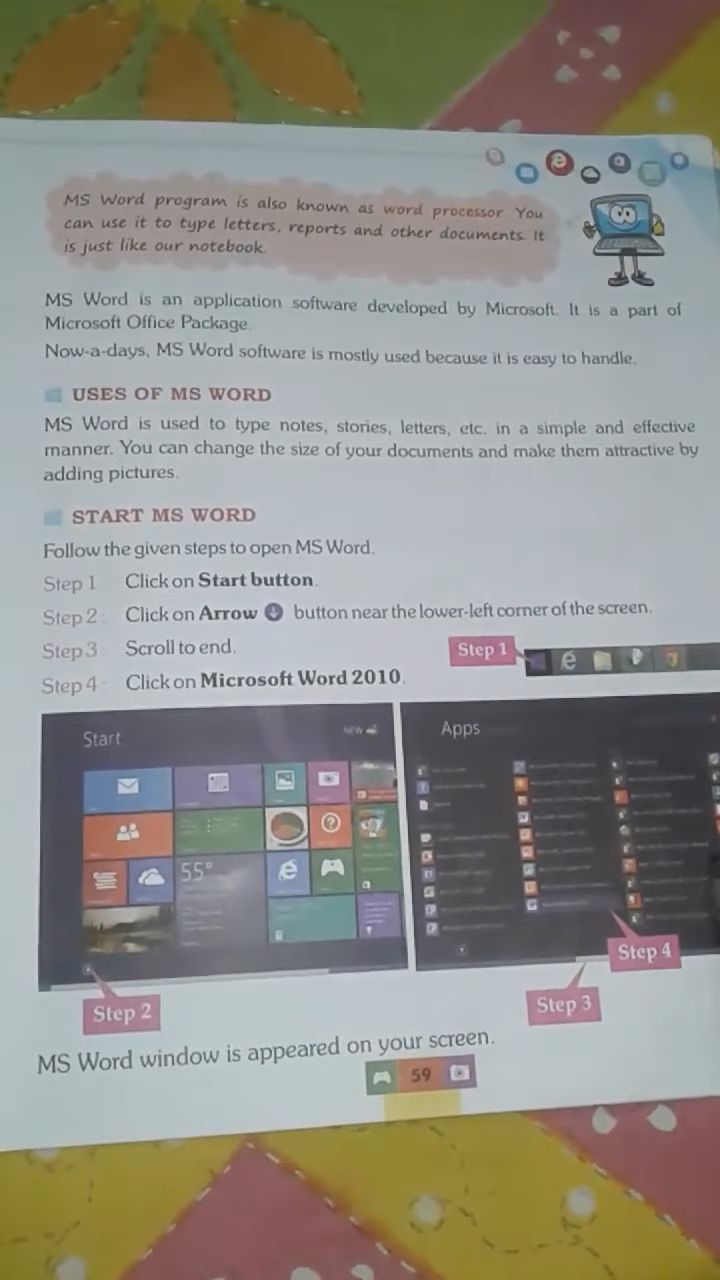 MS Word program is also known as word processor. You
can use it to type letters, reports and other documents. It
is just like our notebook.
MS Word is an application software developed by Microsoft. It is a part of
Microsoft Office Package.
Now-a-days, MS Word software is mostly used because it is easy to handle.
USES OF MS WORD
MS Word is used to type notes, stories, letters, etc. in a simple and effective
manner. You can change the size of your documents and make them attractive by
adding pictures.
START MS WORD
Follow the given steps to open MS Word.
Step 1 Click on Start button.
Step 2 Click on Arrow button near the lower-left corner of the screen.
Step 3 Scroll to end.
Step 4 Click on Microsoft Word 2010.
Step 1
Start
NEW
Apps
55°
Step 4
Step 2
Step 3
MS Word window is appeared on your screen.
59